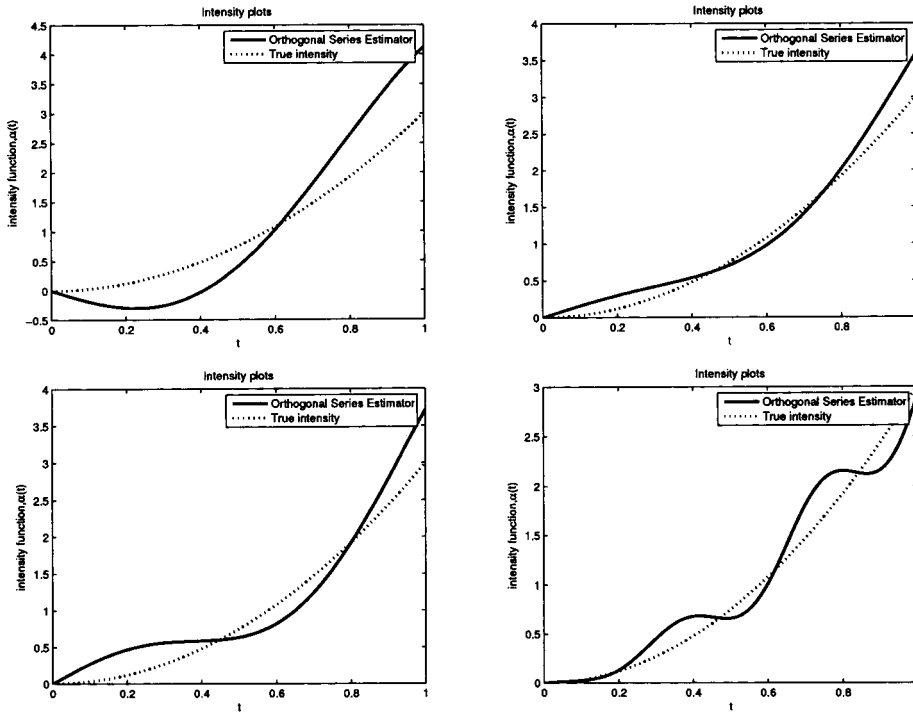 Intensity plots
Orthogonal Series Estimator
True intensity
intensity function,α(t)
4.5
4
3.5
3
2.5
2
1.5
1
0.5
0
−0.5
0 0.2 0.4 0.6 0.8 1
t
Intensity plots
Orthogonal Series Estimator
True intensity
intensity function,α(t)
4
3.5
3
2.5
2
1.5
1
0.5
0
0 0.2 0.4 0.6 0.8
t
Intensity plots
Orthogonal Series Estimator
True intensity
intensity function,α(t)
4
3.5
3
2.5
2
1.5
1
0.5
0
0 0.2 0.4 0.6 0.8 1
t
Intensity plots
Orthogonal Series Estimator
True intensity
intensity function,α(t)
3
2.5
2
1.5
1
0.5
0
0 0.2 0.4 0.6 0.8
t